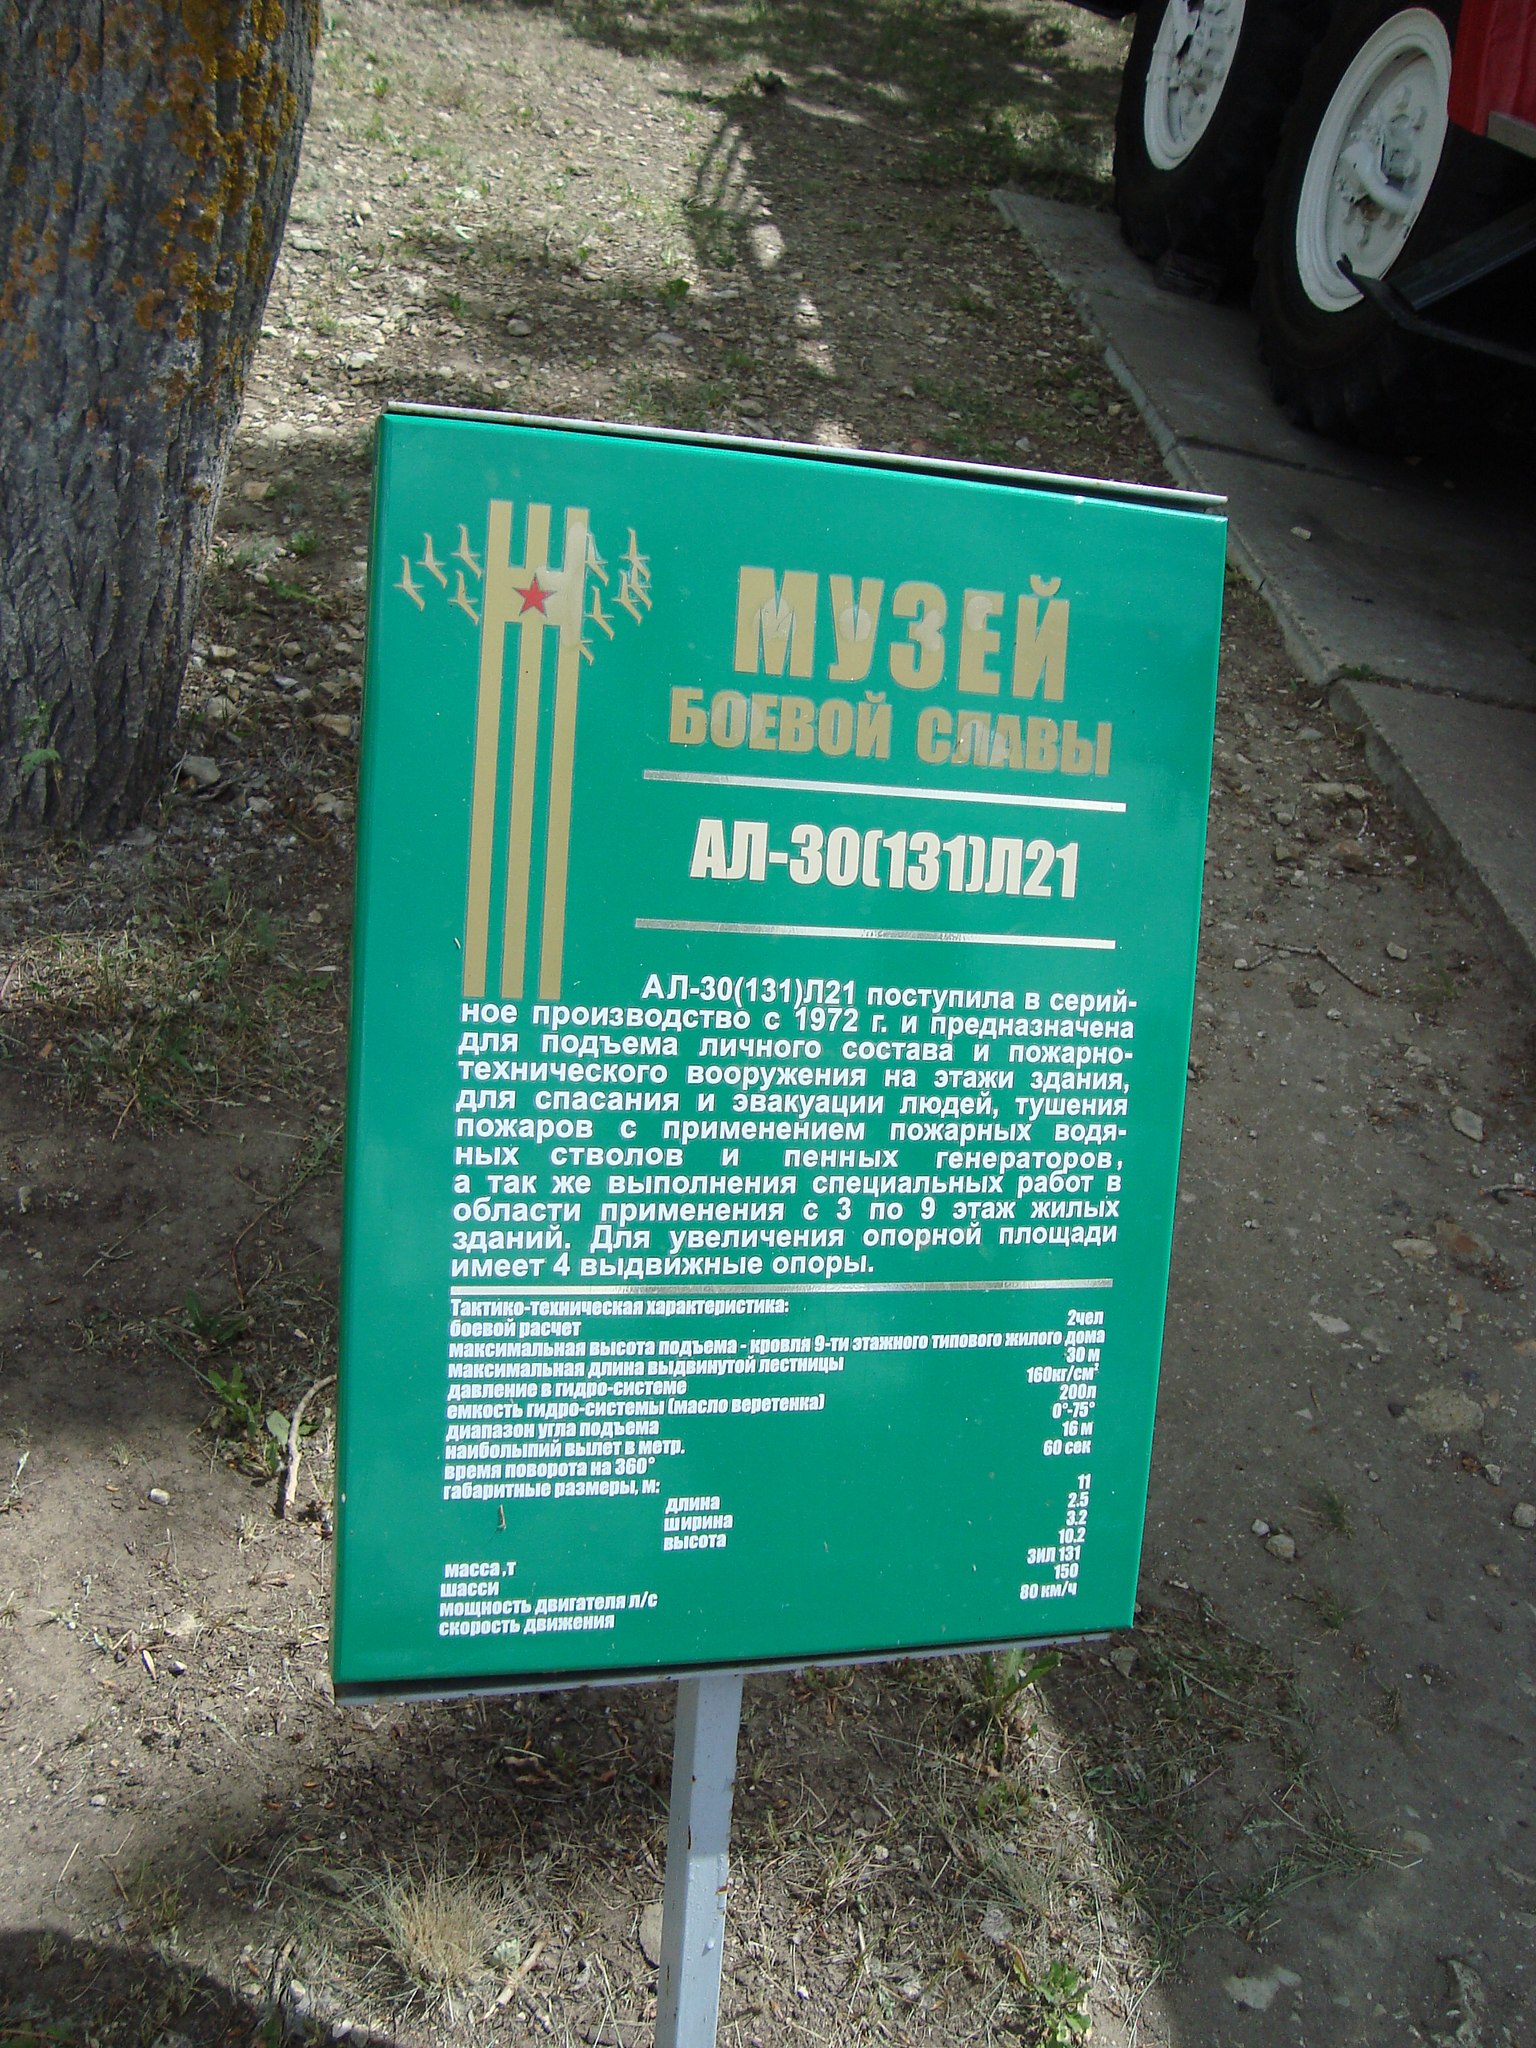 МУЗЕЙ
БОЕВОЙ СЛАВЫ
АЛ-30(131)Л21
АЛ-30(131)Л21 поступила в серий-
ное производство с 1972 г. и предназначена
для подъема личного состава и пожарно-
технического вооружения на этажи здания,
для спасания и эвакуации людей, тушения
пожаров с применением пожарных водя-
ных стволов и пенных генераторов,
а так же выполнения специальных работ в
области применения с 3 по 9 этаж жилых
зданий. Для увеличения опорной площади
имеет 4 выдвижные опоры.
Тактико-техническая характеристика:
боевой расчет 2чел
максимальная высота подъема - кровля 9-ти этажного типового жилого дома
максимальная длина выдвинутой лестницы 30 м
давление в гидро-системе 160кг/см²
емкость гидро-системы (масло веретенка) 200л
диапазон угла подъема 0°-75°
наибольпий вылет в метр. 16 м
время поворота на 360° 60 сек
габаритные размеры, м:
длина 11
ширина 2.5
высота 3.2
масса ,т 10.2
шасси ЗИЛ 131
мощность двигателя л/с 150
скорость движения 80 км/ч